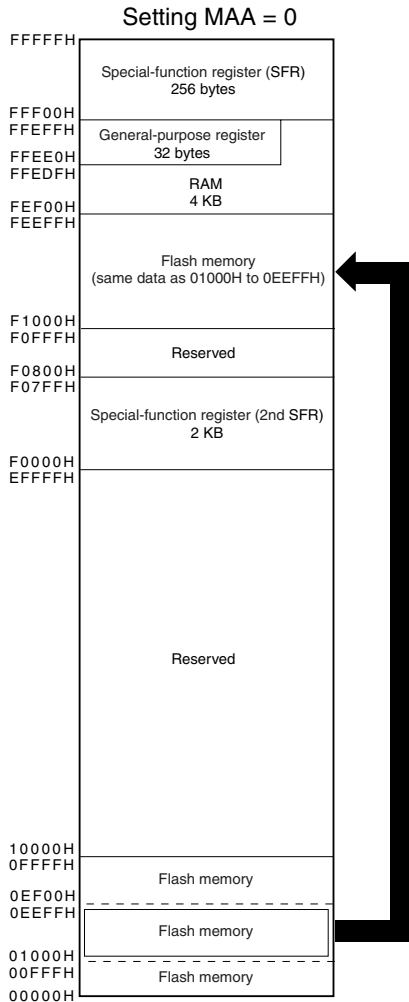 Setting MAA = 0
FFFFFH
Special-function register (SFR)
256 bytes
FFF00H
FFEFFH
General-purpose register
32 bytes
FFEE0H
FFEDFH
RAM
4 KB
FEF00H
FEEFFH
Flash memory
(same data as 01000H to 0EEFFH)
F1000H
F0FFFH
Reserved
F0800H
F07FFH
Special-function register (2nd SFR)
2 KB
F0000H
EFFFFH
Reserved
10000H
0FFFFH
Flash memory
0EF00H
0EEFFH
Flash memory
01000H
00FFFH
Flash memory
00000H